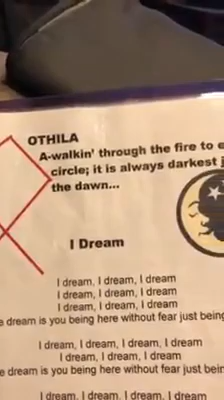 OTHILA
A-walkin' through the fire to
circle; it is always darkest
the dawn...
I Dream
I dream, I dream, I dream
I dream, I dream, I dream
I dream, I dream, I dream
dream is you being here without fear just being
I dream, I dream, I dream, I dream
I dream, I dream, I dream
dream is you being here without fear just
I dream, I dream, I dream, I dream